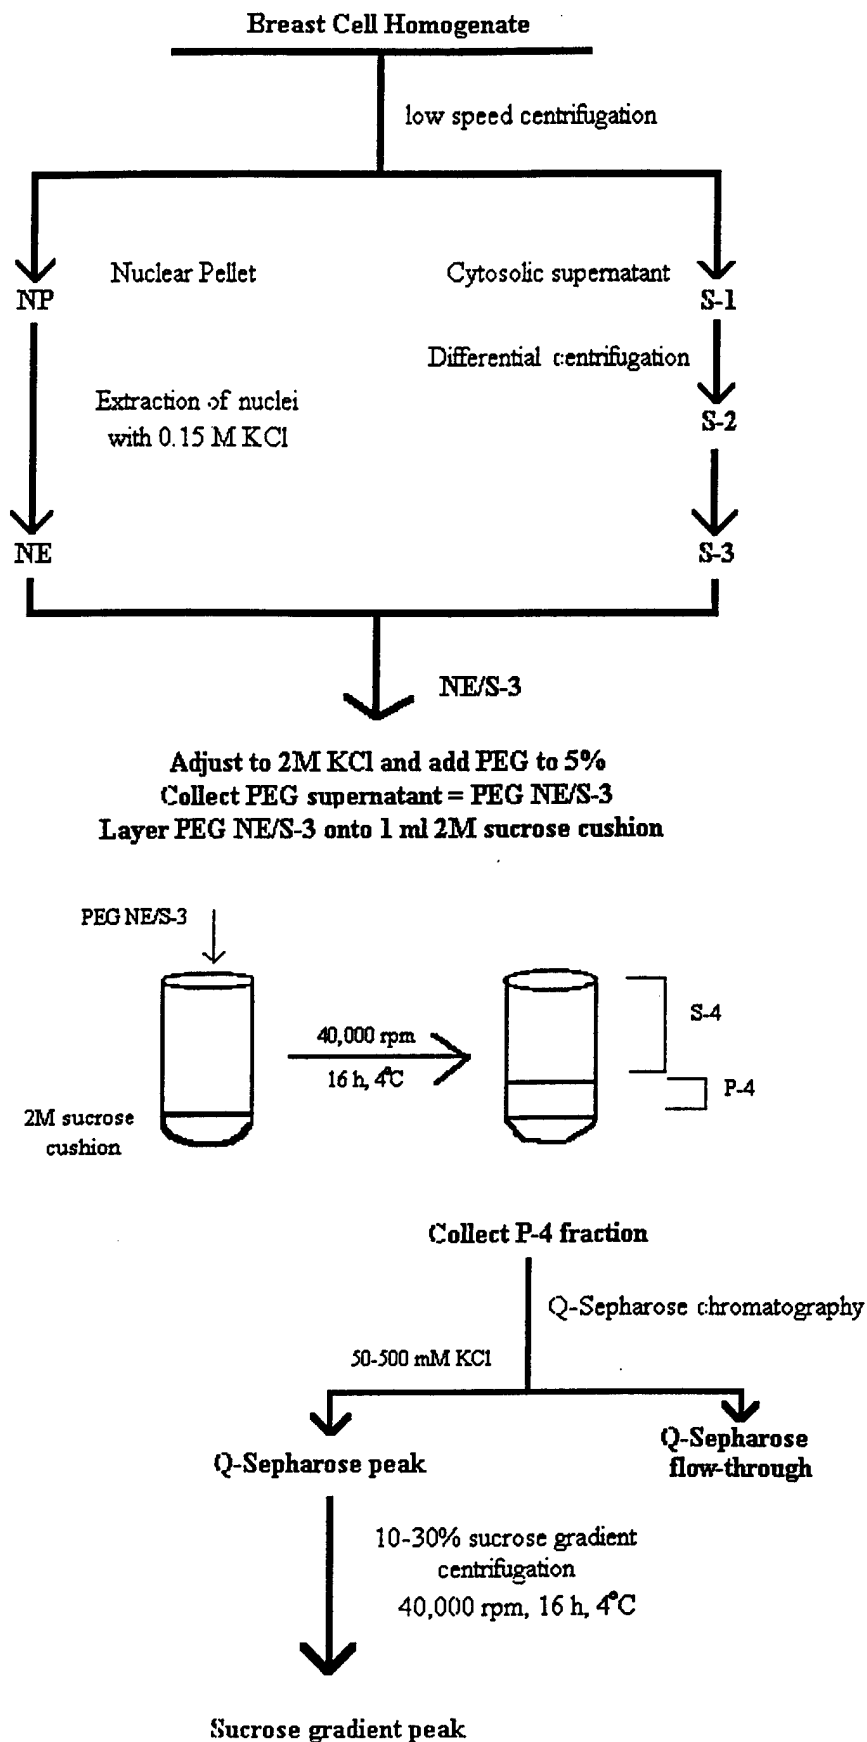 Breast Cell Homogenate
low speed centrifugation
Nuclear Pellet
Cytosolic supernatant
NP
S-1
Differential centrifugation
Extraction of nuclei
with 0.15 M KCl
S-2
NE
S-3
NE/S-3
Adjust to 2M KCl and add PEG to 5%
Collect PEG supernatant = PEG NE/S-3
Layer PEG NE/S-3 onto 1 ml 2M sucrose cushion
PEG NE/S-3
40,000 rpm
16 h, 4°C
S-4
P-4
2M sucrose
cushion
Collect P-4 fraction
Q-Sepharose chromatography
50-500 mM KCl
Q-Sepharose peak
Q-Sepharose
flow-through
10-30% sucrose gradient
centrifugation
40,000 rpm, 16 h, 4°C
Sucrose gradient peak